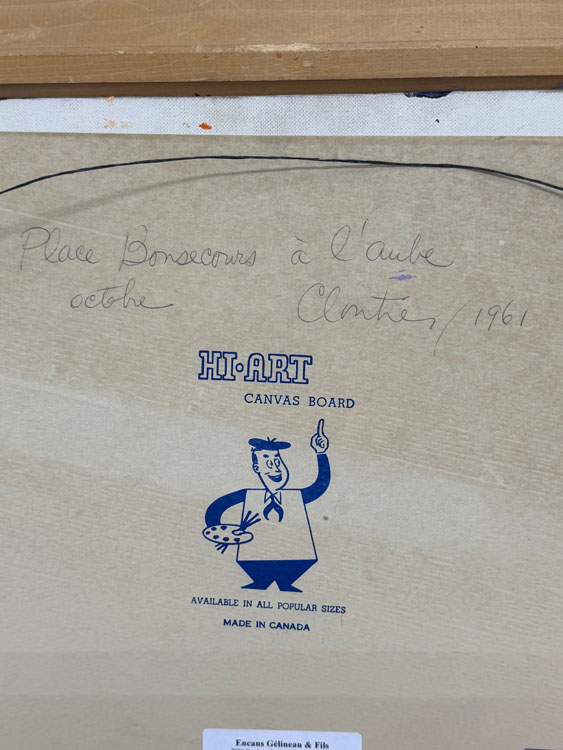 Place Bonsecours à l'aube
octobre Cloutier / 1961
HI•ART
CANVAS BOARD
AVAILABLE IN ALL POPULAR SIZES
MADE IN CANADA
Encans Gélineau & Fils